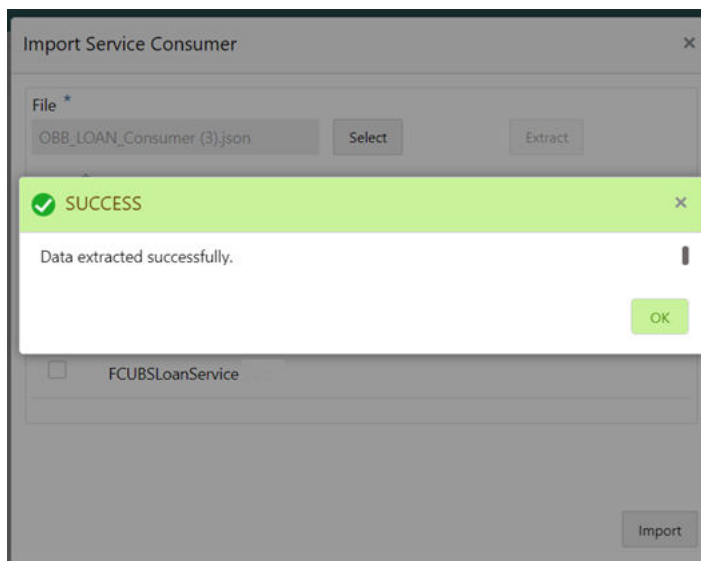 Import Service Consumer ×
File *
OBB_LOAN_Consumer (3).json Select Extract
SUCCESS ×
Data extracted successfully.
OK
FCUBSLoanService
Import